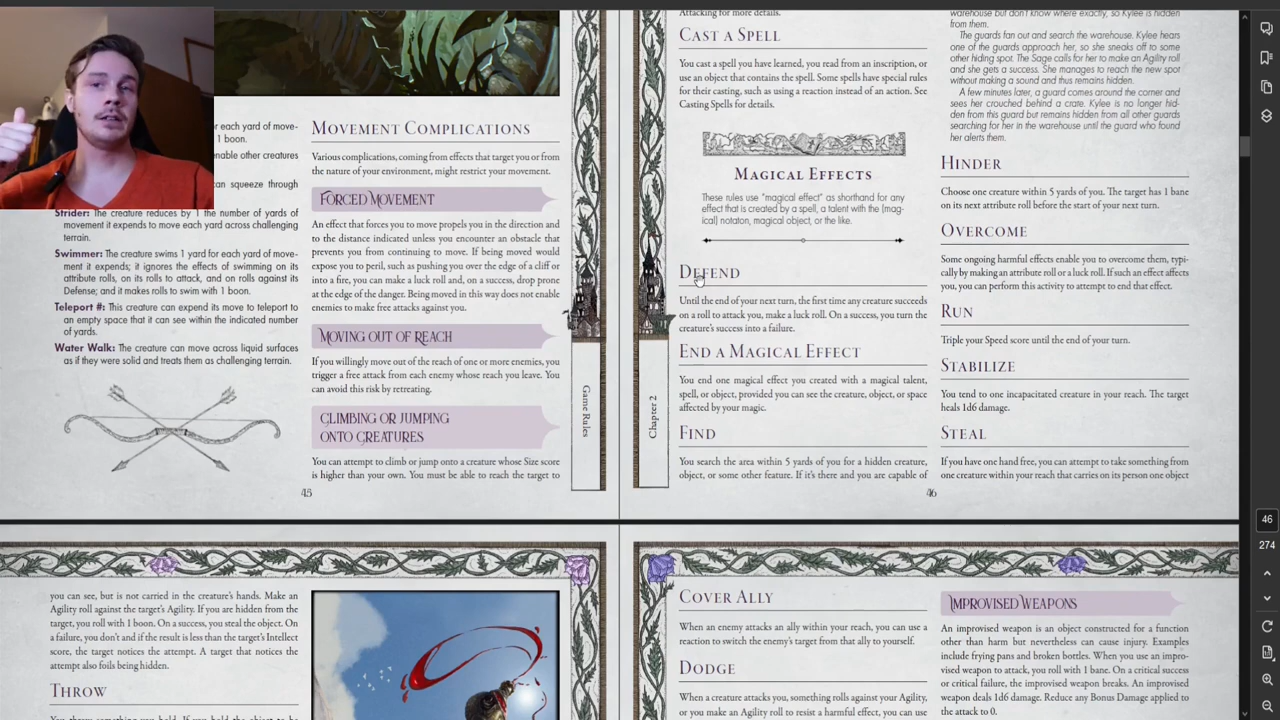 for each yard of move-
1 boon.
enable other creatures
can squeeze through
Strider: The creature reduces by 1 the number of yards of
movement it expends to move each yard across challenging
terrain.
Swimmer: The creature swims 1 yard for each yard of move-
ment it expends; it ignores the effects of swimming on its
attribute rolls, on its rolls to attack, and on rolls against its
Defense; and it makes rolls to swim with 1 boon.
Teleport #: This creature can expend its move to teleport to
an empty space that it can see within the indicated number
of yards.
Water Walk: The creature can move across liquid surfaces
as if they were solid and treats them as challenging terrain.
Movement Complications
Various complications, coming from effects that target you or from
the nature of your environment, might restrict your movement.
Forced Movement
An effect that forces you to move propels you in the direction and
to the distance indicated unless you encounter an obstacle that
prevents you from continuing to move. If being moved would
expose you to peril, such as pushing you over the edge of a cliff or
into a fire, you can make a luck roll and, on a success, drop prone
at the edge of the danger. Being moved in this way does not enable
enemies to make free attacks against you.
Moving Out of Reach
If you willingly move out of the reach of one or more enemies, you
trigger a free attack from each enemy whose reach you leave. You
can avoid this risk by retreating.
Climbing or Jumping
onto Creatures
You can attempt to climb or jump onto a creature whose Size score
is higher than your own. You must be able to reach the target to
45
Game Rules
Chapter 2
Attacking for more details.
Cast a Spell
You cast a spell you have learned, you read from an inscription, or
use an object that contains the spell. Some spells have special rules
for their casting, such as using a reaction instead of an action. See
Casting Spells for details.
Magical Effects
These rules use "magical effect" as shorthand for any
effect that is created by a spell, a talent with the [mag-
ical] notaton, magical object, or the like.
Defend
Until the end of your next turn, the first time any creature succeeds
on a roll to attack you, make a luck roll. On a success, you turn the
creature's success into a failure.
End a Magical Effect
You end one magical effect you created with a magical talent,
spell, or object, provided you can see the creature, object, or space
affected by your magic.
Find
You search the area within 5 yards of you for a hidden creature,
object, or some other feature. If it's there and you are capable of
warehouse but don't know where exactly, so Kylee is hidden
from them.
The guards fan out and search the warehouse. Kylee hears
one of the guards approach her, so she sneaks off to some
other hiding spot. The Sage calls for her to make an Agility roll
and she gets a success. She manages to reach the new spot
without making a sound and thus remains hidden.
A few minutes later, a guard comes around the corner and
sees her crouched behind a crate. Kylee is no longer hid-
den from this guard but remains hidden from all other guards
searching for her in the warehouse until the guard who found
her alerts them.
Hinder
Choose one creature within 5 yards of you. The target has 1 bane
on its next attribute roll before the start of your next turn.
Overcome
Some ongoing harmful effects enable you to overcome them, typi-
cally by making an attribute roll or a luck roll. If such an effect affects
you, you can perform this activity to attempt to end that effect.
Run
Triple your Speed score until the end of your turn.
Stabilize
You tend to one incapacitated creature in your reach. The target
heals 1d6 damage.
Steal
If you have one hand free, you can attempt to take something from
one creature within your reach that carries on its person one object
46
you can see, but is not carried in the creature's hands. Make an
Agility roll against the target's Agility. If you are hidden from the
target, you roll with 1 boon. On a success, you steal the object. On
a failure, you don't and if the result is less than the target's Intellect
score, the target notices the attempt. A target that notices the
attempt also foils being hidden.
Throw
Cover Ally
When an enemy attacks an ally within your reach, you can use a
reaction to switch the enemy's target from that ally to yourself.
Dodge
When a creature attacks you, something rolls against your Agility,
or you make an Agility roll to resist a harmful effect, you can use
Improvised Weapons
An improvised weapon is an object constructed for a function
other than harm but nevertheless can cause injury. Examples
include frying pans and broken bottles. When you use an impro-
vised weapon to attack, you roll with 1 bane. On a critical success
or critical failure, the improvised weapon breaks. An improvised
weapon deals 1d6 damage. Reduce any Bonus Damage applied to
the attack to 0.
46
274